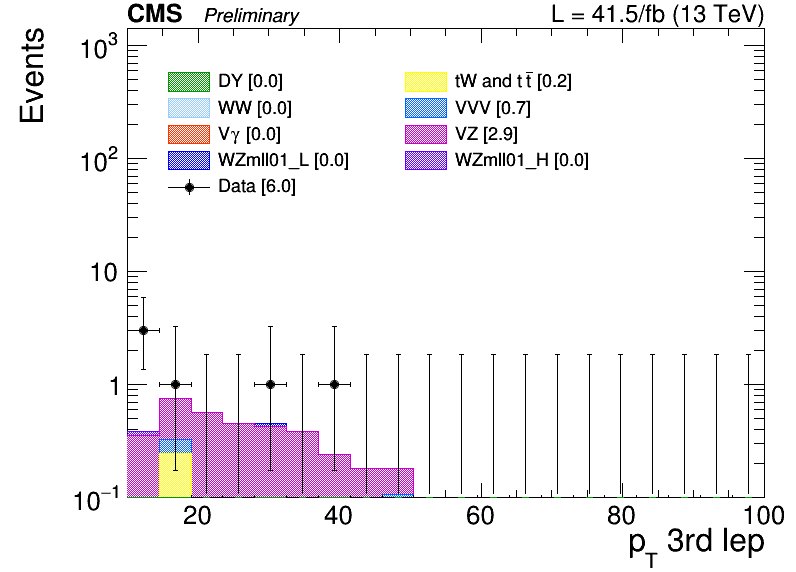 CMS Preliminary L = 41.5/fb (13 TeV)
Events
10³
10²
10
1
10⁻¹
DY [0.0]
WW [0.0]
Vγ [0.0]
WZmll01_L [0.0]
Data [6.0]
tW and tt̄ [0.2]
VVV [0.7]
VZ [2.9]
WZmll01_H [0.0]
20 40 60 80 100
p_T 3rd lep